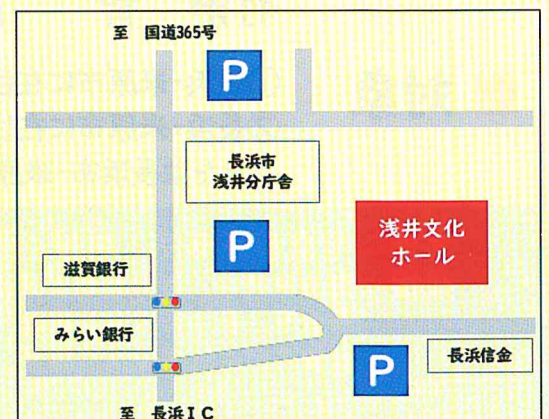 至 国道365号
P
長浜市
浅井分庁舎
P
浅井文化
ホール
滋賀銀行
みらい銀行
長浜信金
P
至 長浜IC